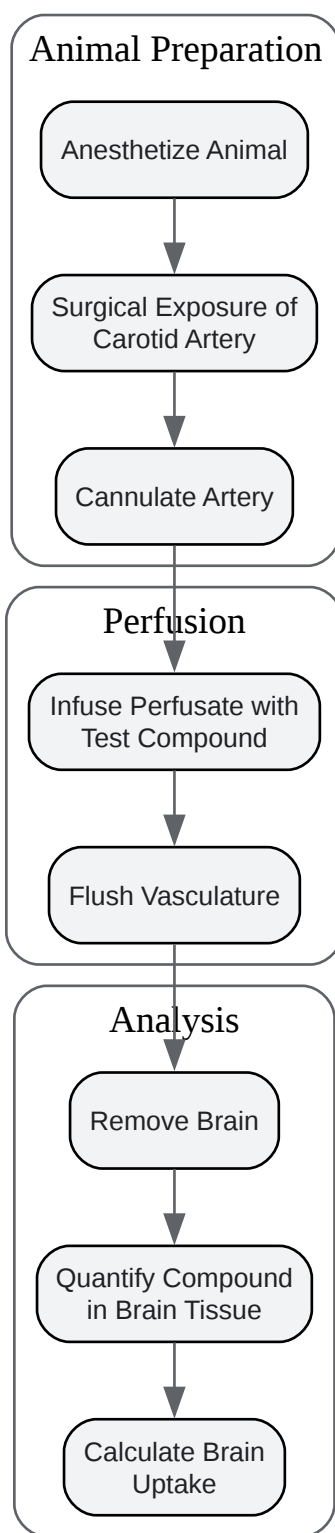 Animal Preparation
Anesthetize Animal
Surgical Exposure of
Carotid Artery
Cannulate Artery
Perfusion
Infuse Perfusate with
Test Compound
Flush Vasculature
Analysis
Remove Brain
Quantify Compound
in Brain Tissue
Calculate Brain
Uptake